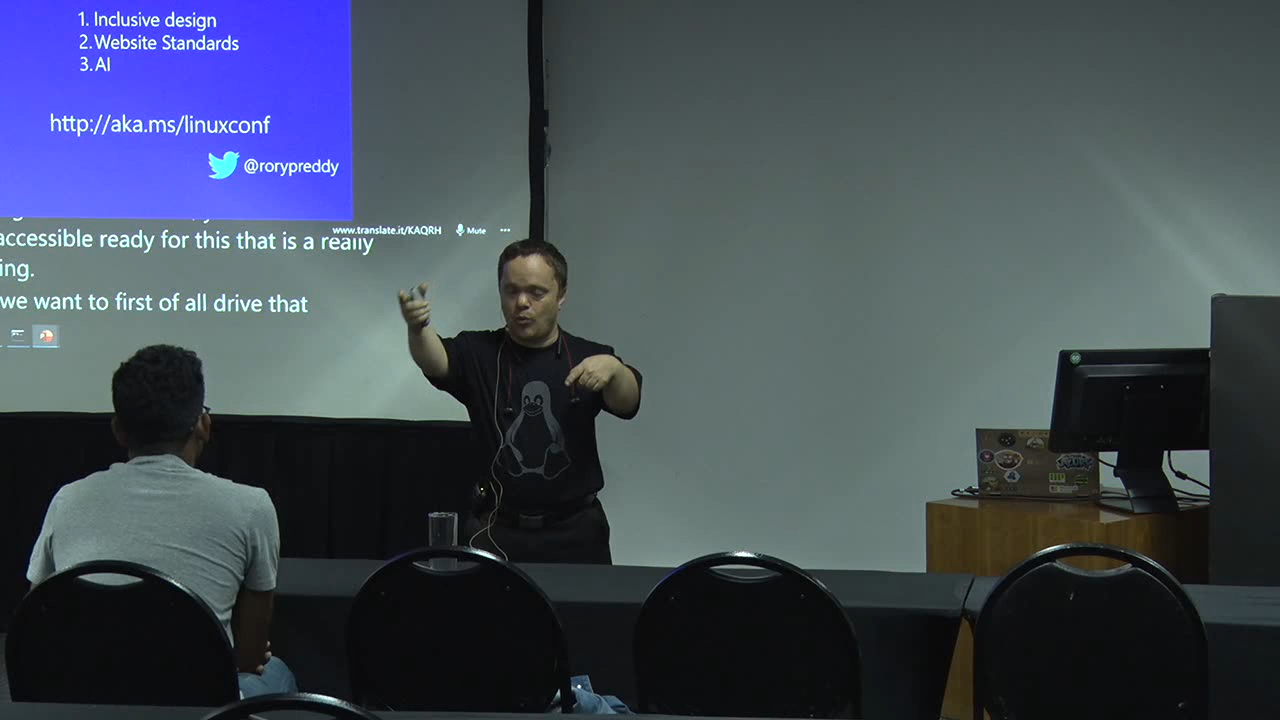 1. Inclusive design
2. Website Standards
3. AI
http://aka.ms/linuxconf
@rorypreddy
www.translate.it/KAQRH Mute
accessible ready for this that is a really
ing.
we want to first of all drive that